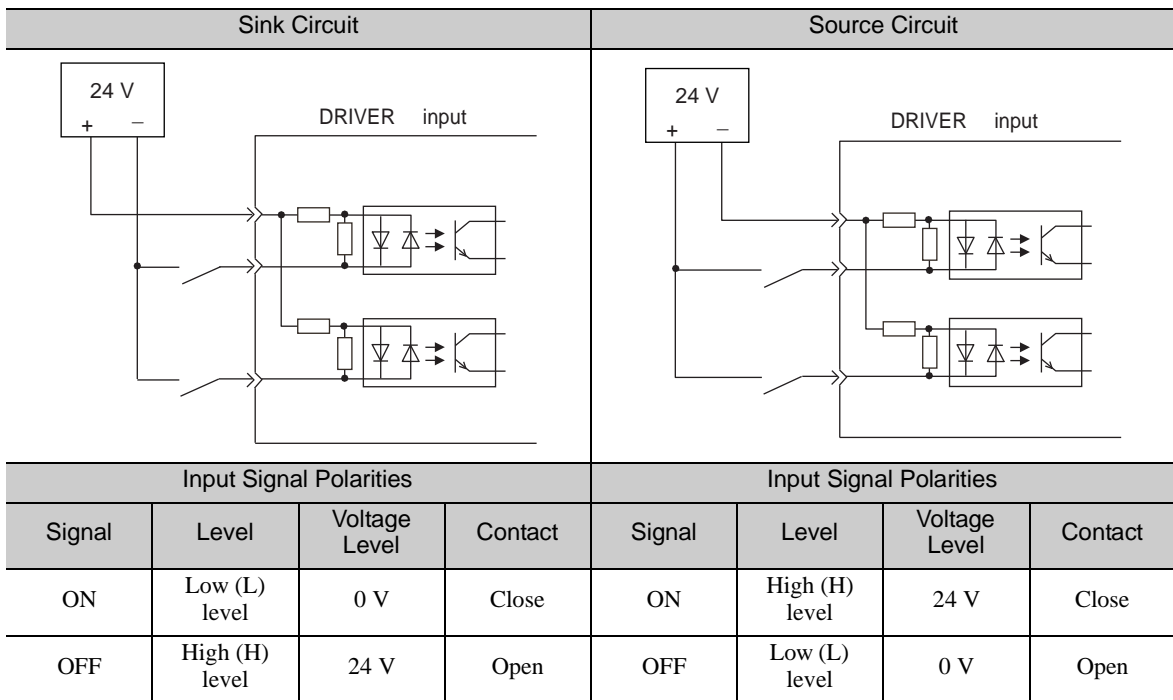 Sink Circuit
Source Circuit
24 V
+ −
DRIVER input
24 V
+ −
DRIVER input
Input Signal Polarities
Input Signal Polarities
Signal Level Voltage Level Contact Signal Level Voltage Level Contact
ON Low (L) level 0 V Close ON High (H) level 24 V Close
OFF High (H) level 24 V Open OFF Low (L) level 0 V Open